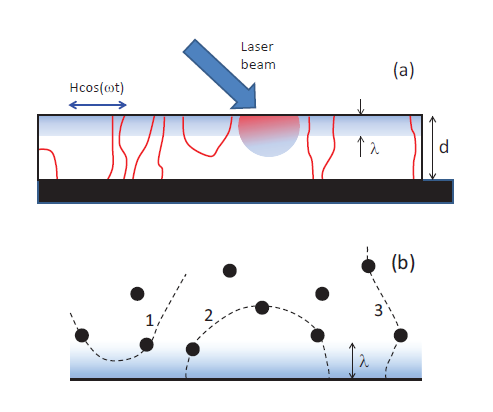 Laser
beam
(a)
Hcos(ωt)
λ
d
(b)
1
2
3
λ